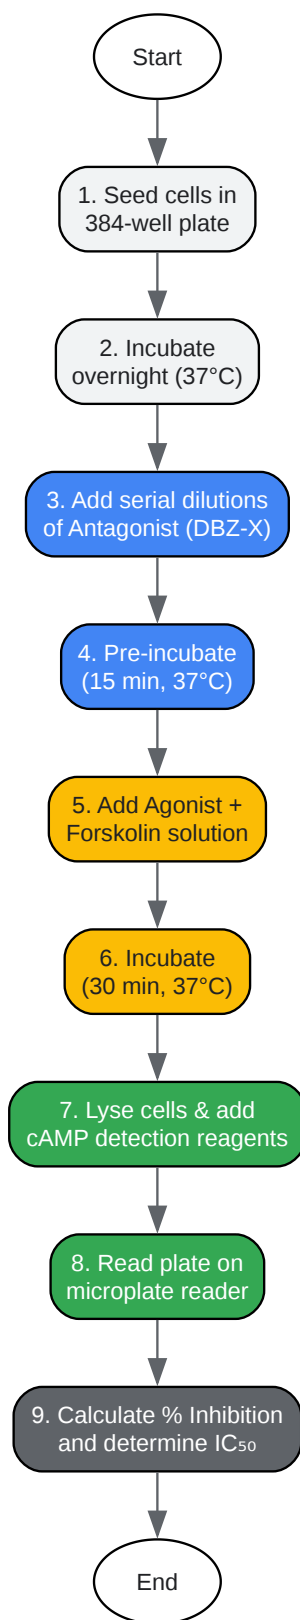 Start
1. Seed cells in
384-well plate
2. Incubate
overnight (37°C)
3. Add serial dilutions
of Antagonist (DBZ-X)
4. Pre-incubate
(15 min, 37°C)
5. Add Agonist +
Forskolin solution
6. Incubate
(30 min, 37°C)
7. Lyse cells & add
cAMP detection reagents
8. Read plate on
microplate reader
9. Calculate % Inhibition
and determine IC₅₀
End